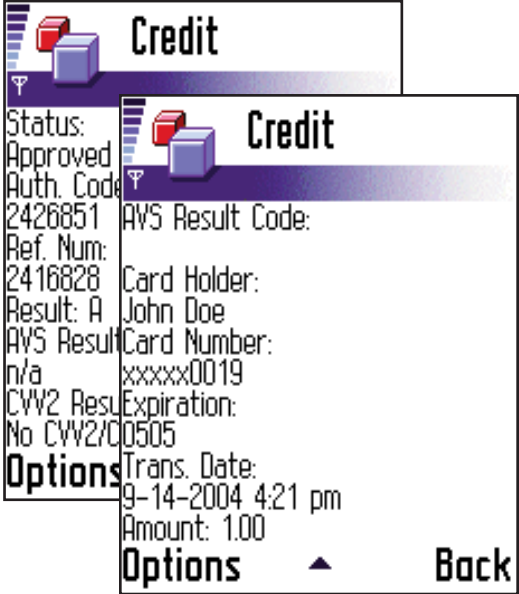 Credit
Status:
Approved
Auth. Code
2426851
Ref. Num:
2416828
Result: A
AVS Result
n/a
CVV2 Resu
No CVV2/C
Options
Credit
AVS Result Code:
Card Holder:
John Doe
Card Number:
xxxxx0019
Expiration:
0505
Trans. Date:
9-14-2004 4:21 pm
Amount: 1.00
Options Back